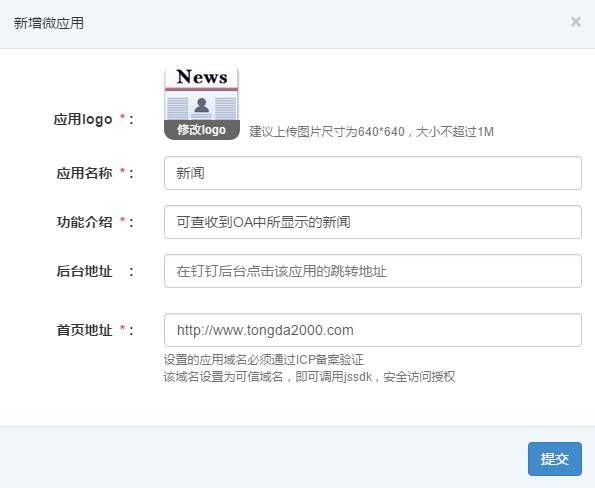 新增微应用
×
News
应用logo *：
修改logo
建议上传图片尺寸为640*640，大小不超过1M
应用名称 *： 新闻
功能介绍 *： 可查收到OA中所显示的新闻
后台地址 ： 在钉钉后台点击该应用的跳转地址
首页地址 *： http://www.tongda2000.com
设置的应用域名必须通过ICP备案验证
该域名设置为可信域名，即可调用jssdk，安全访问授权
提交